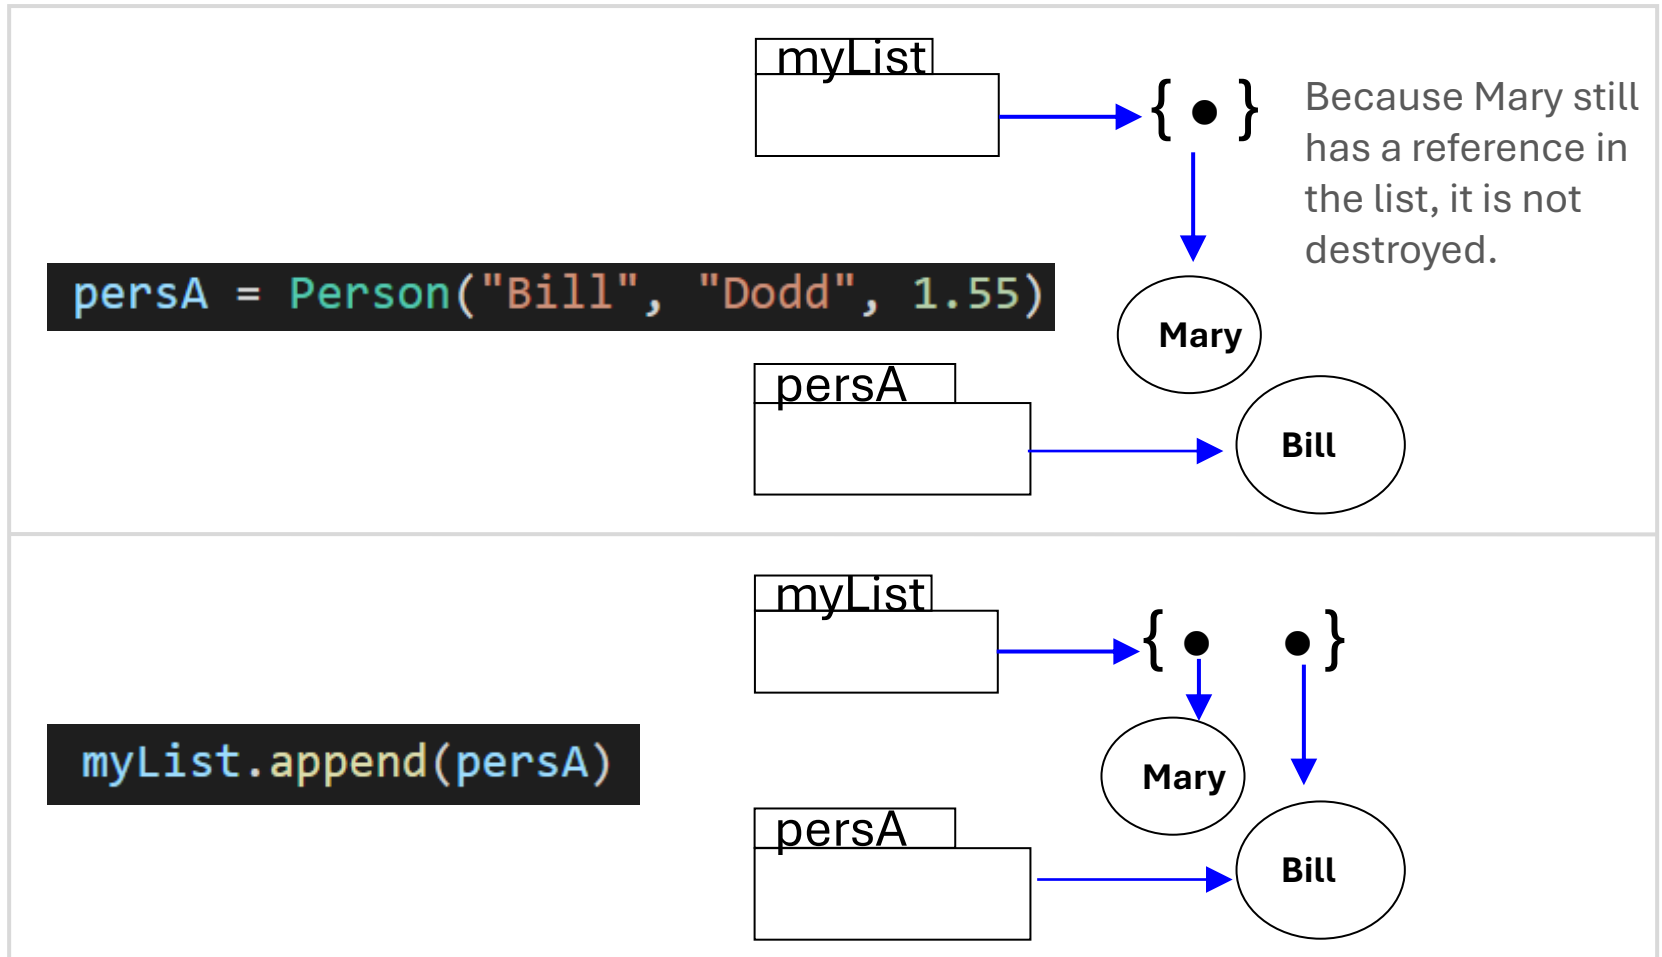 myList
{ • }
Because Mary still
has a reference in
the list, it is not
destroyed.
persA = Person("Bill", "Dodd", 1.55)
Mary
persA
Bill
myList
{ • • }
myList.append(persA)
Mary
persA
Bill